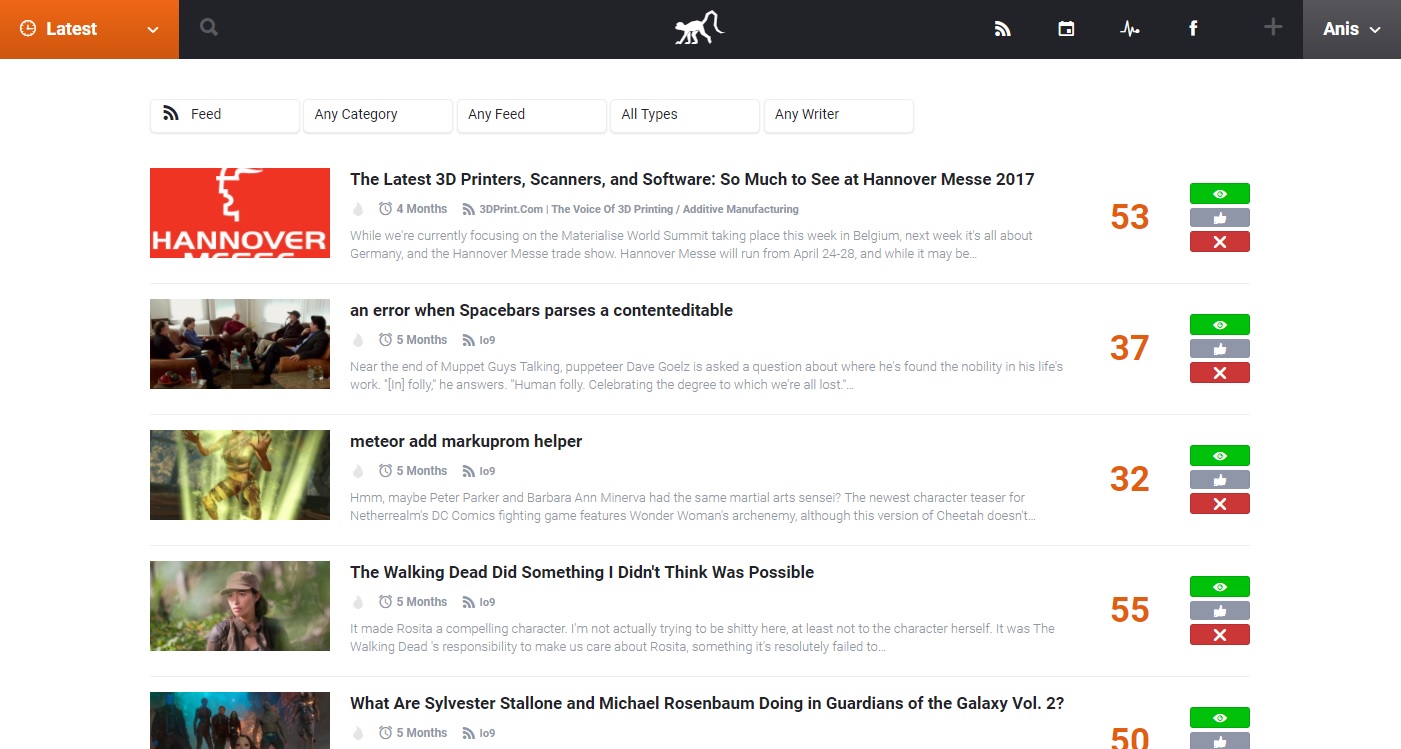 Latest
Anis
Feed
Any Category
Any Feed
All Types
Any Writer
HANNOVER
MESSE
The Latest 3D Printers, Scanners, and Software: So Much to See at Hannover Messe 2017
4 Months
3DPrint.Com | The Voice Of 3D Printing / Additive Manufacturing
While we're currently focusing on the Materialise World Summit taking place this week in Belgium, next week it's all about
Germany, and the Hannover Messe trade show. Hannover Messe will run from April 24-28, and while it may be...
53
an error when Spacebars parses a contenteditable
5 Months
Io9
Near the end of Muppet Guys Talking, puppeteer Dave Goelz is asked a question about where he's found the nobility in his life's
work. "[In] folly," he answers. "Human folly. Celebrating the degree to which we're all lost."...
37
meteor add markuprom helper
5 Months
Io9
Hmm, maybe Peter Parker and Barbara Ann Minerva had the same martial arts sensei? The newest character teaser for
Netherrealm's DC Comics fighting game features Wonder Woman's archenemy, although this version of Cheetah doesn't...
32
The Walking Dead Did Something I Didn't Think Was Possible
5 Months
Io9
It made Rosita a compelling character. I'm not actually trying to be shitty here, at least not to the character herself. It was The
Walking Dead 's responsibility to make us care about Rosita, something it's resolutely failed to...
55
What Are Sylvester Stallone and Michael Rosenbaum Doing in Guardians of the Galaxy Vol. 2?
5 Months
Io9
50